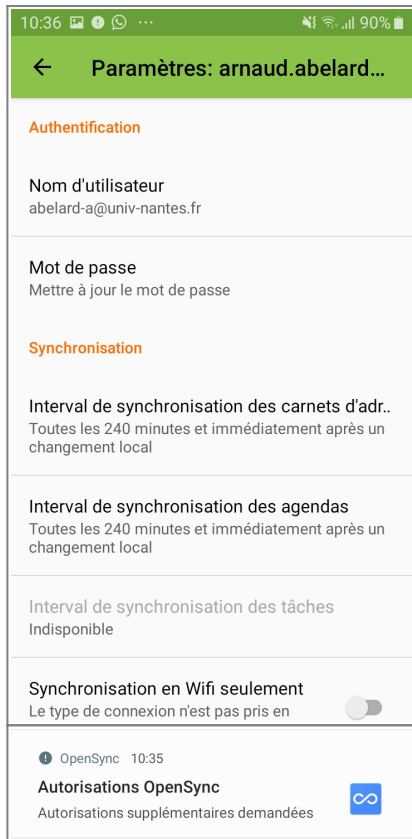 10:36 90%
Paramètres: arnaud.abelard...
Authentification
Nom d'utilisateur
abelard-a@univ-nantes.fr
Mot de passe
Mettre à jour le mot de passe
Synchronisation
Interval de synchronisation des carnets d'adr..
Toutes les 240 minutes et immédiatement après un
changement local
Interval de synchronisation des agendas
Toutes les 240 minutes et immédiatement après un
changement local
Interval de synchronisation des tâches
Indisponible
Synchronisation en Wifi seulement
Le type de connexion n'est pas pris en
OpenSync 10:35
Autorisations OpenSync
Autorisations supplémentaires demandées